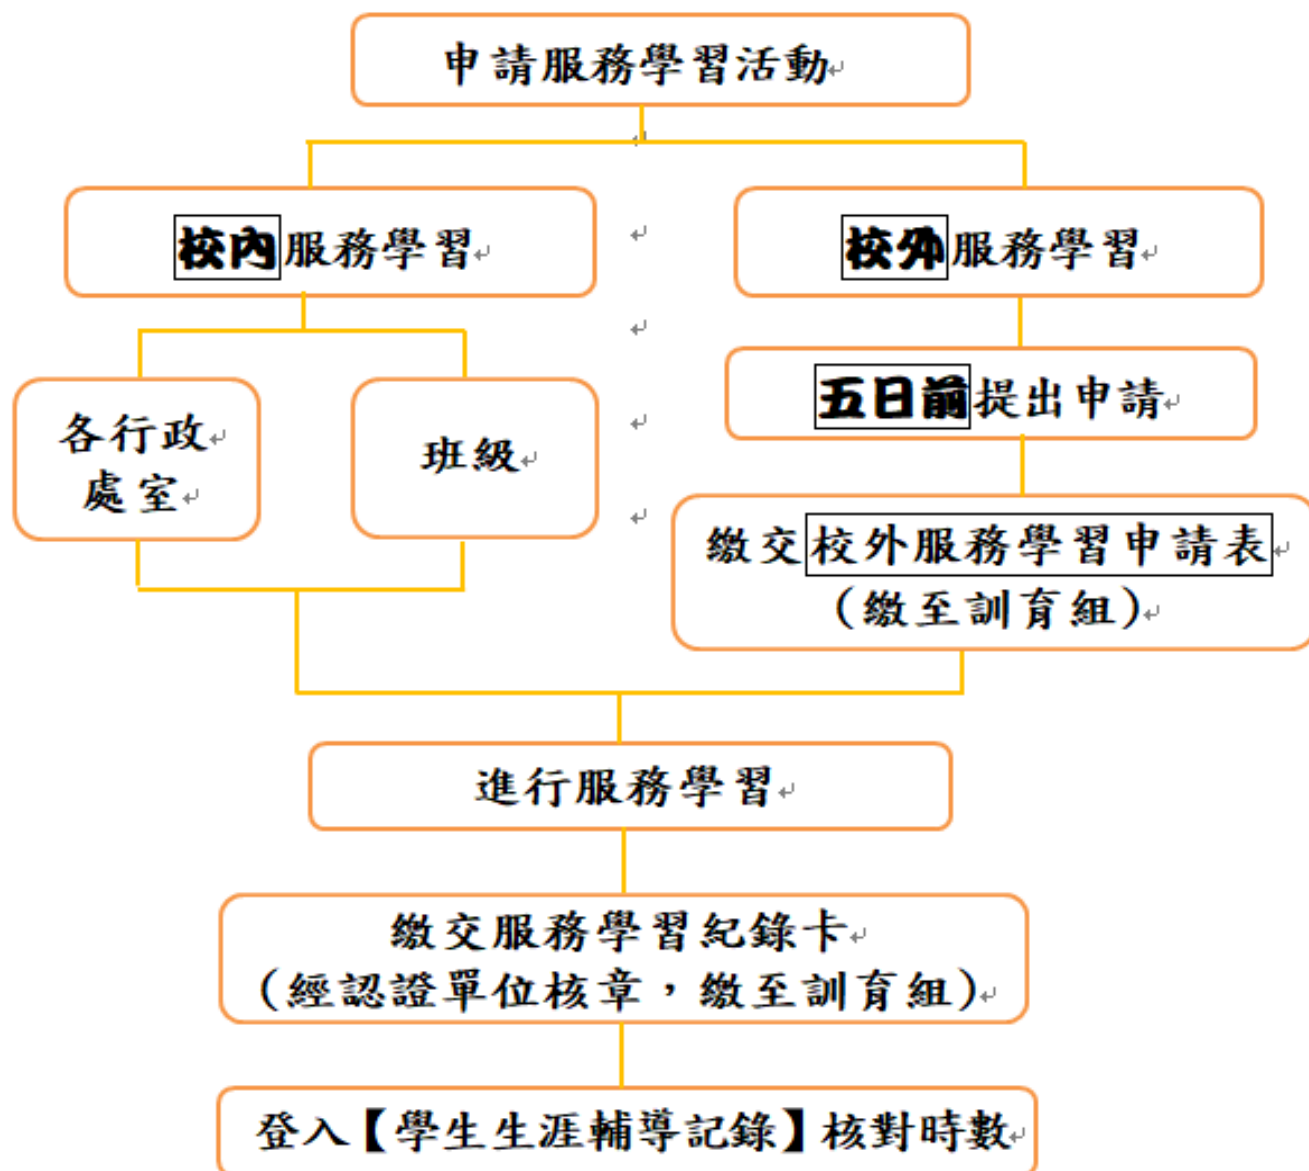 申請服務學習活動
校內服務學習
校外服務學習
各行政
處室
班級
五日前提出申請
繳交校外服務學習申請表
(繳至訓育組)
進行服務學習
繳交服務學習紀錄卡
(經認證單位核章，繳至訓育組)
登入【學生生涯輔導記錄】核對時數